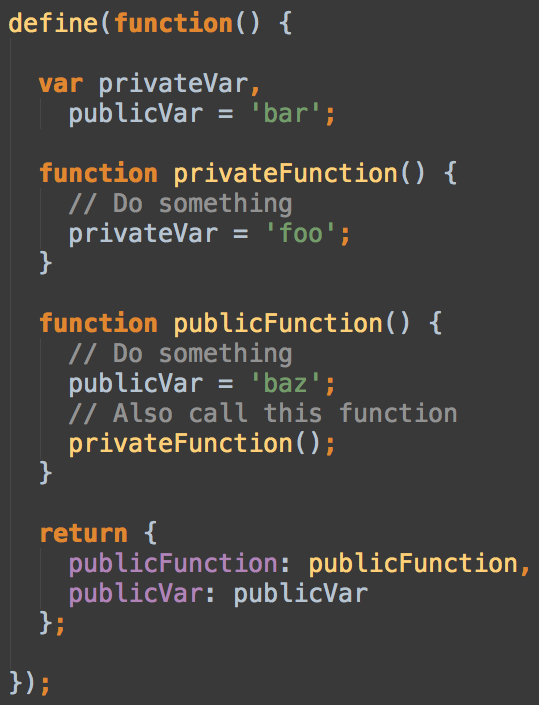 define(function() {
  var privateVar,
    publicVar = 'bar';
  function privateFunction() {
    // Do something
    privateVar = 'foo';
  }
  function publicFunction() {
    // Do something
    publicVar = 'baz';
    // Also call this function
    privateFunction();
  }
  return {
    publicFunction: publicFunction,
    publicVar: publicVar
  };
});